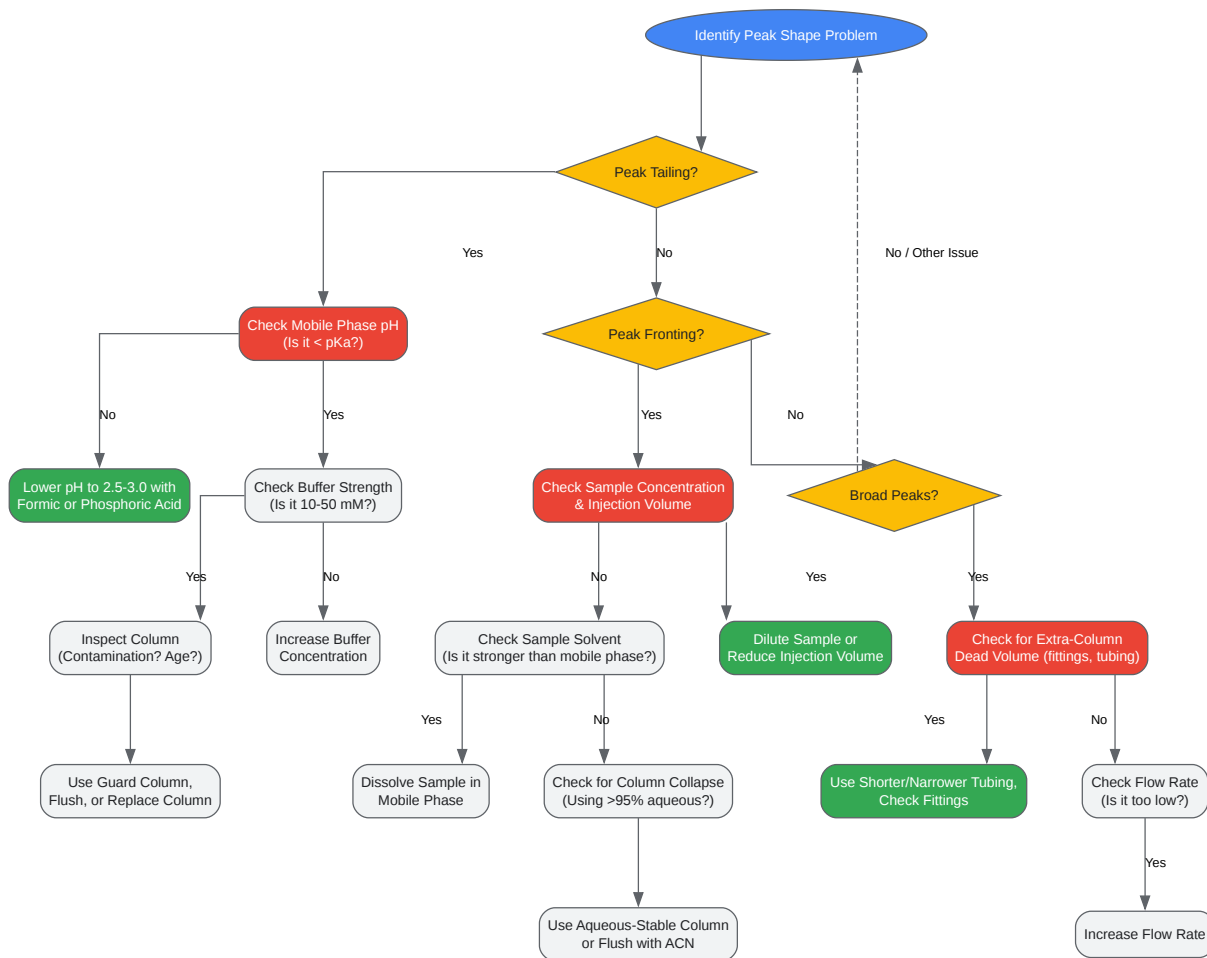 Identify Peak Shape Problem
Peak Tailing?
Yes
No
No / Other Issue
Check Mobile Phase pH
(Is it < pKa?)
Peak Fronting?
No
Yes
Yes
No
Lower pH to 2.5-3.0 with
Formic or Phosphoric Acid
Check Buffer Strength
(Is it 10-50 mM?)
Check Sample Concentration
& Injection Volume
Broad Peaks?
Yes
No
No
Yes
Yes
Inspect Column
(Contamination? Age?)
Increase Buffer
Concentration
Check Sample Solvent
(Is it stronger than mobile phase?)
Dilute Sample or
Reduce Injection Volume
Check for Extra-Column
Dead Volume (fittings, tubing)
Yes
No
Yes
No
Use Guard Column,
Flush, or Replace Column
Dissolve Sample in
Mobile Phase
Check for Column Collapse
(Using >95% aqueous?)
Use Shorter/Narrower Tubing,
Check Fittings
Check Flow Rate
(Is it too low?)
Yes
Use Aqueous-Stable Column
or Flush with ACN
Increase Flow Rate